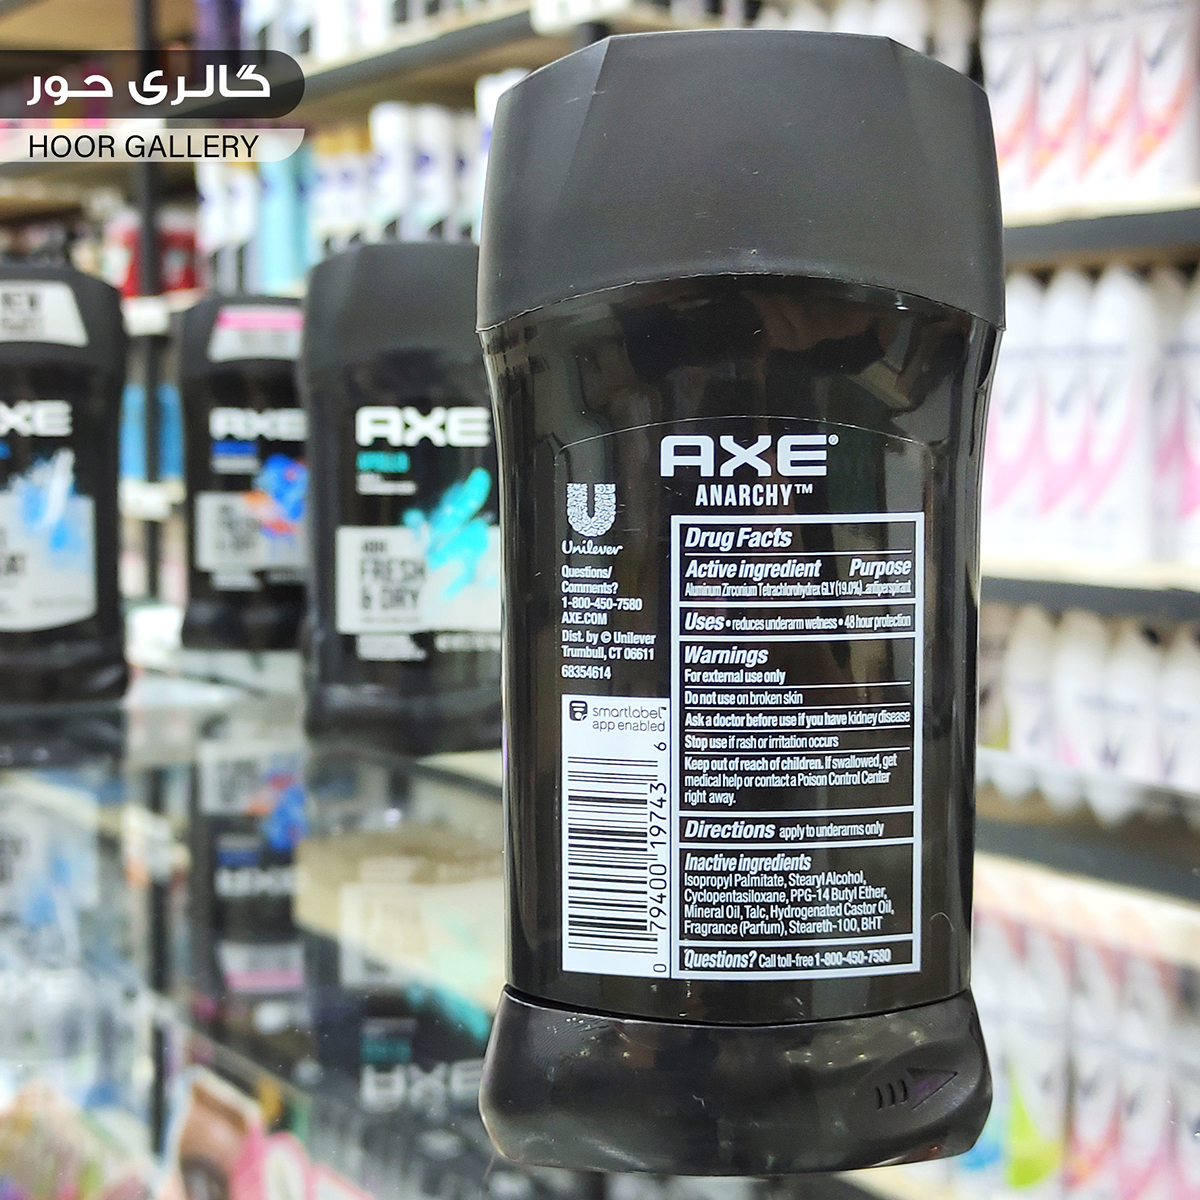 گالری حور
HOOR GALLERY
AXE®
ANARCHY™
Unilever
Questions/
Comments?
1-800-450-7580
AXE.COM
Dist. by © Unilever
Trumbull, CT 06611
68354614
smartlabel™
app enabled
0 79400 19743 6
Drug Facts
Active ingredient Purpose
Aluminum Zirconium Tetrachlorohydrex GLY (19.0%)...antiperspirant
Uses • reduces underarm wetness • 48 hour protection
Warnings
For external use only
Do not use on broken skin
Ask a doctor before use if you have kidney disease
Stop use if rash or irritation occurs
Keep out of reach of children. If swallowed, get
medical help or contact a Poison Control Center
right away.
Directions apply to underarms only
Inactive ingredients
Isopropyl Palmitate, Stearyl Alcohol,
Cyclopentasiloxane, PPG-14 Butyl Ether,
Mineral Oil, Talc, Hydrogenated Castor Oil,
Fragrance (Parfum), Steareth-100, BHT
Questions? Call toll-free 1-800-450-7580
AXE
APOLLO
48H
FRESH
& DRY
AXE
NEW